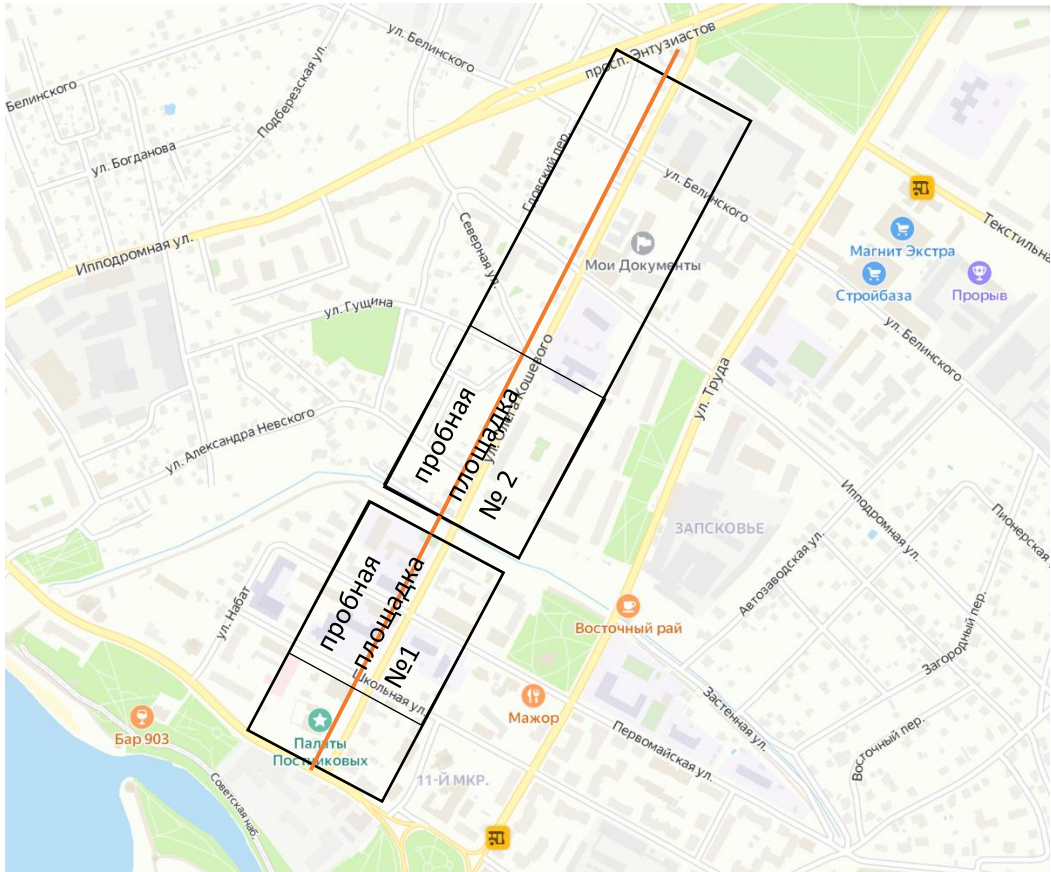 просп. Энтузиастов
ул. Белинского
Белинского
Подберезская ул.
ул. Богданова
Гдовский пер.
ул. Белинского
Текстильна
Северная ул.
Ипподромная ул.
Мои Документы
Магнит Экстра
Стройбаза
Прорыв
ул. Гущина
ул. Белинского
ул. Труда
ул. Олега Кошевого
пробная
площадка
№ 2
ул. Александра Невского
Ипподромная ул.
Пионерская
ЗАПСКОВЬЕ
Автозаводская ул.
пробная
площадка
№1
ул. Набат
Восточный рай
Загородный пер.
Школьная ул.
Мажор
Застенная ул.
Бар 903
Палаты
Постниковых
Первомайская ул.
Восточный пер.
Советская наб.
11-Й МКР.